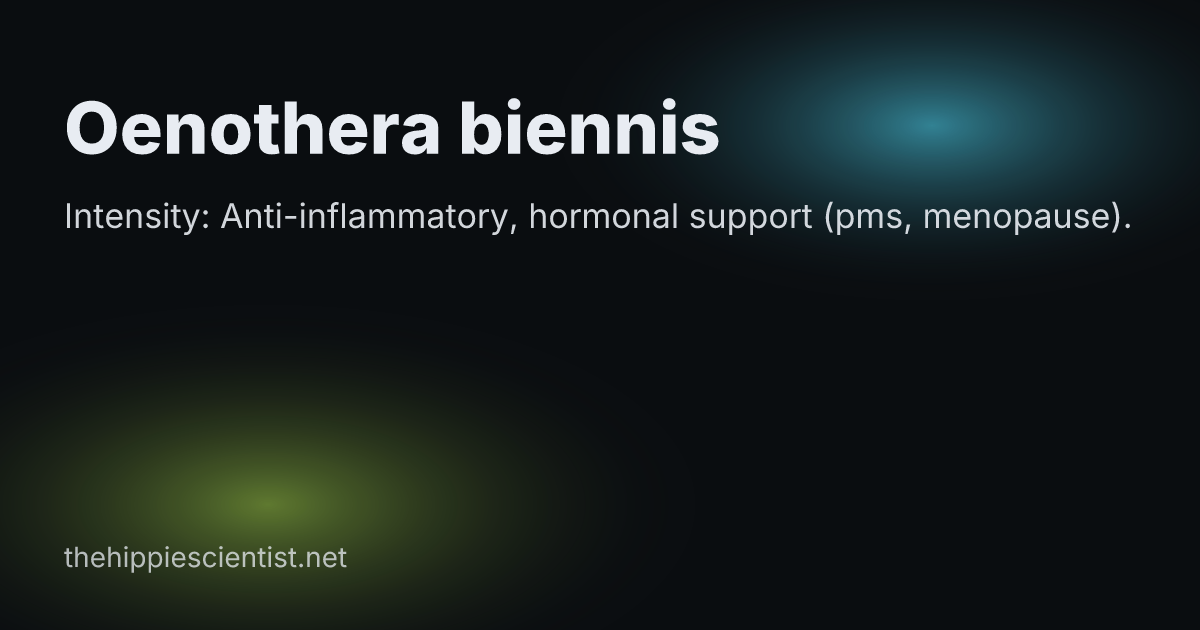 Oenothera biennis
Intensity: Anti-inflammatory, hormonal support (pms, menopause).
thehippiescientist.net